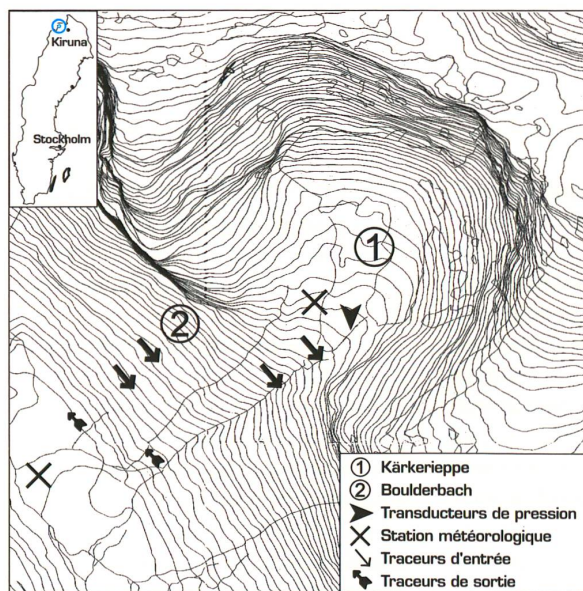 Kiruna
Stockholm
1
2
1 Kärkerieppe
2 Boulderbach
Transducteurs de pression
Station météorologique
Traceurs d'entrée
Traceurs de sortie